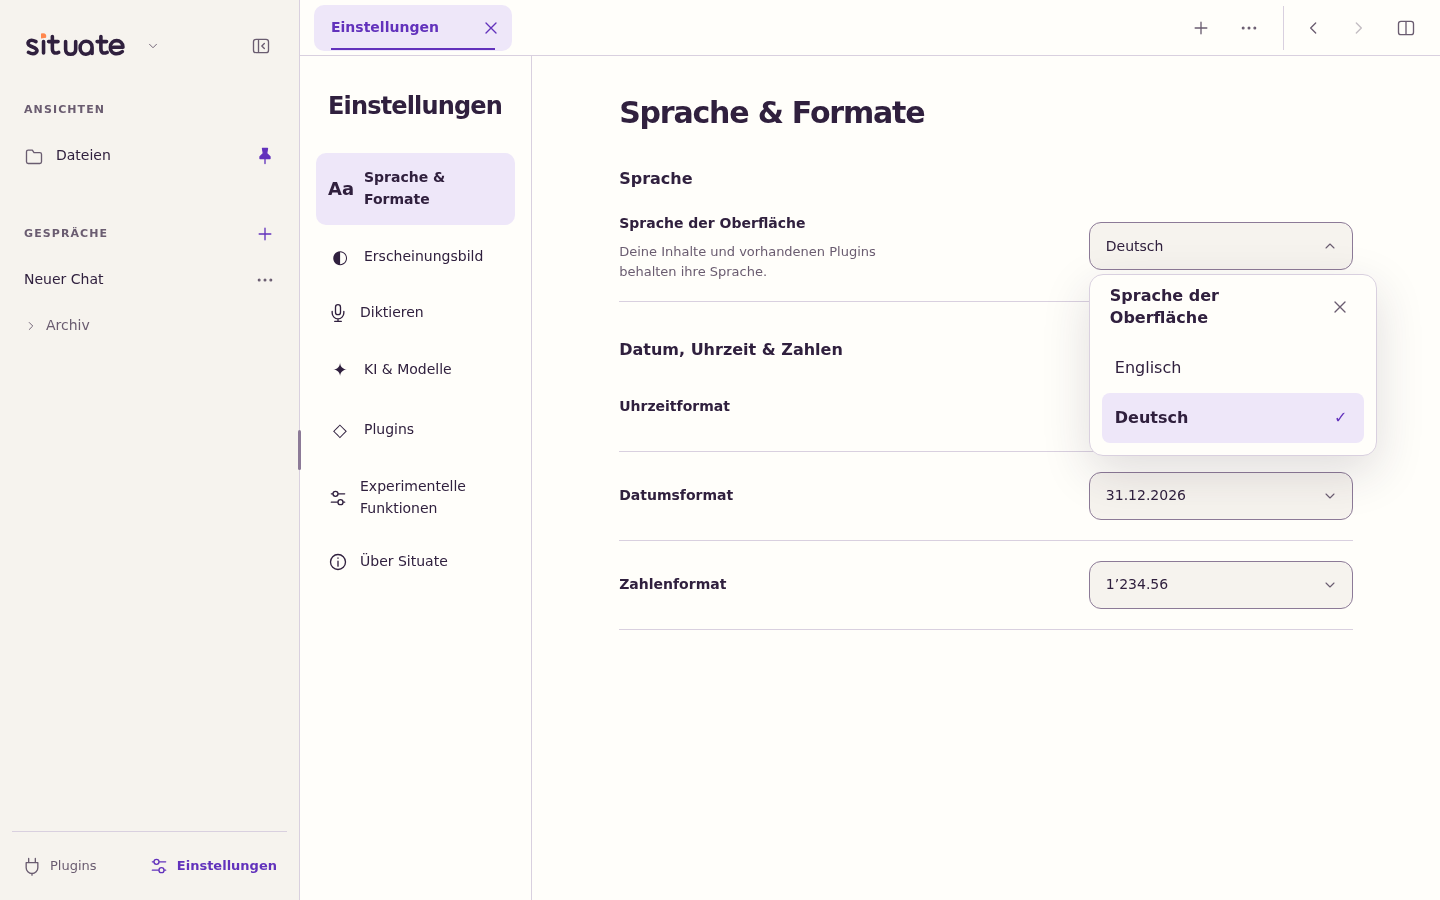 situate
ANSICHTEN
Dateien
GESPRÄCHE
Neuer Chat
Archiv
Plugins
Einstellungen
Einstellungen
Einstellungen
Aa
Sprache &
Formate
Erscheinungsbild
Diktieren
KI & Modelle
Plugins
Experimentelle
Funktionen
Über Situate
Sprache & Formate
Sprache
Sprache der Oberfläche
Deine Inhalte und vorhandenen Plugins
behalten ihre Sprache.
Deutsch
Sprache der
Oberfläche
Englisch
Deutsch ✓
Datum, Uhrzeit & Zahlen
Uhrzeitformat
Datumsformat
31.12.2026
Zahlenformat
1’234.56